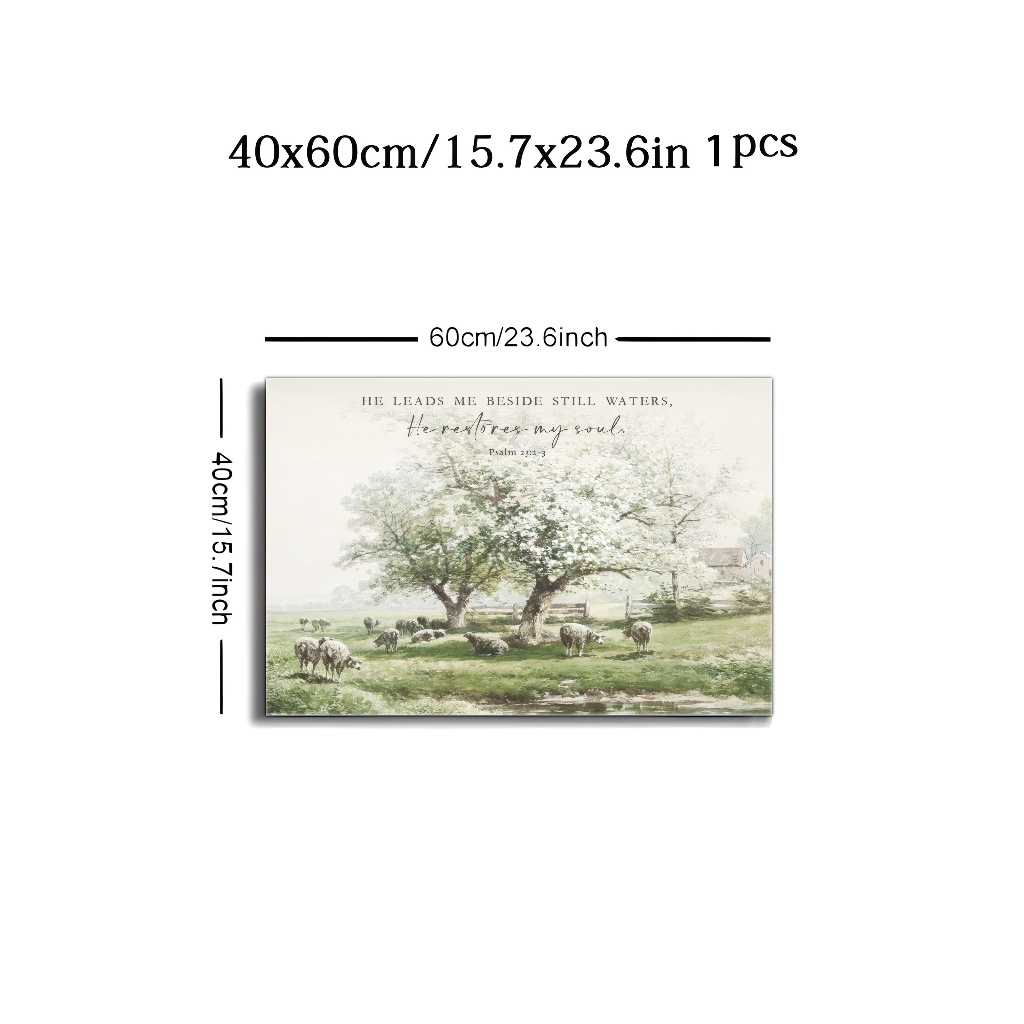 40x60cm/15.7x23.6in 1pcs
60cm/23.6inch
40cm/15.7inch
HE LEADS ME BESIDE STILL WATERS,
He restores my soul.
Psalm 23:2-3